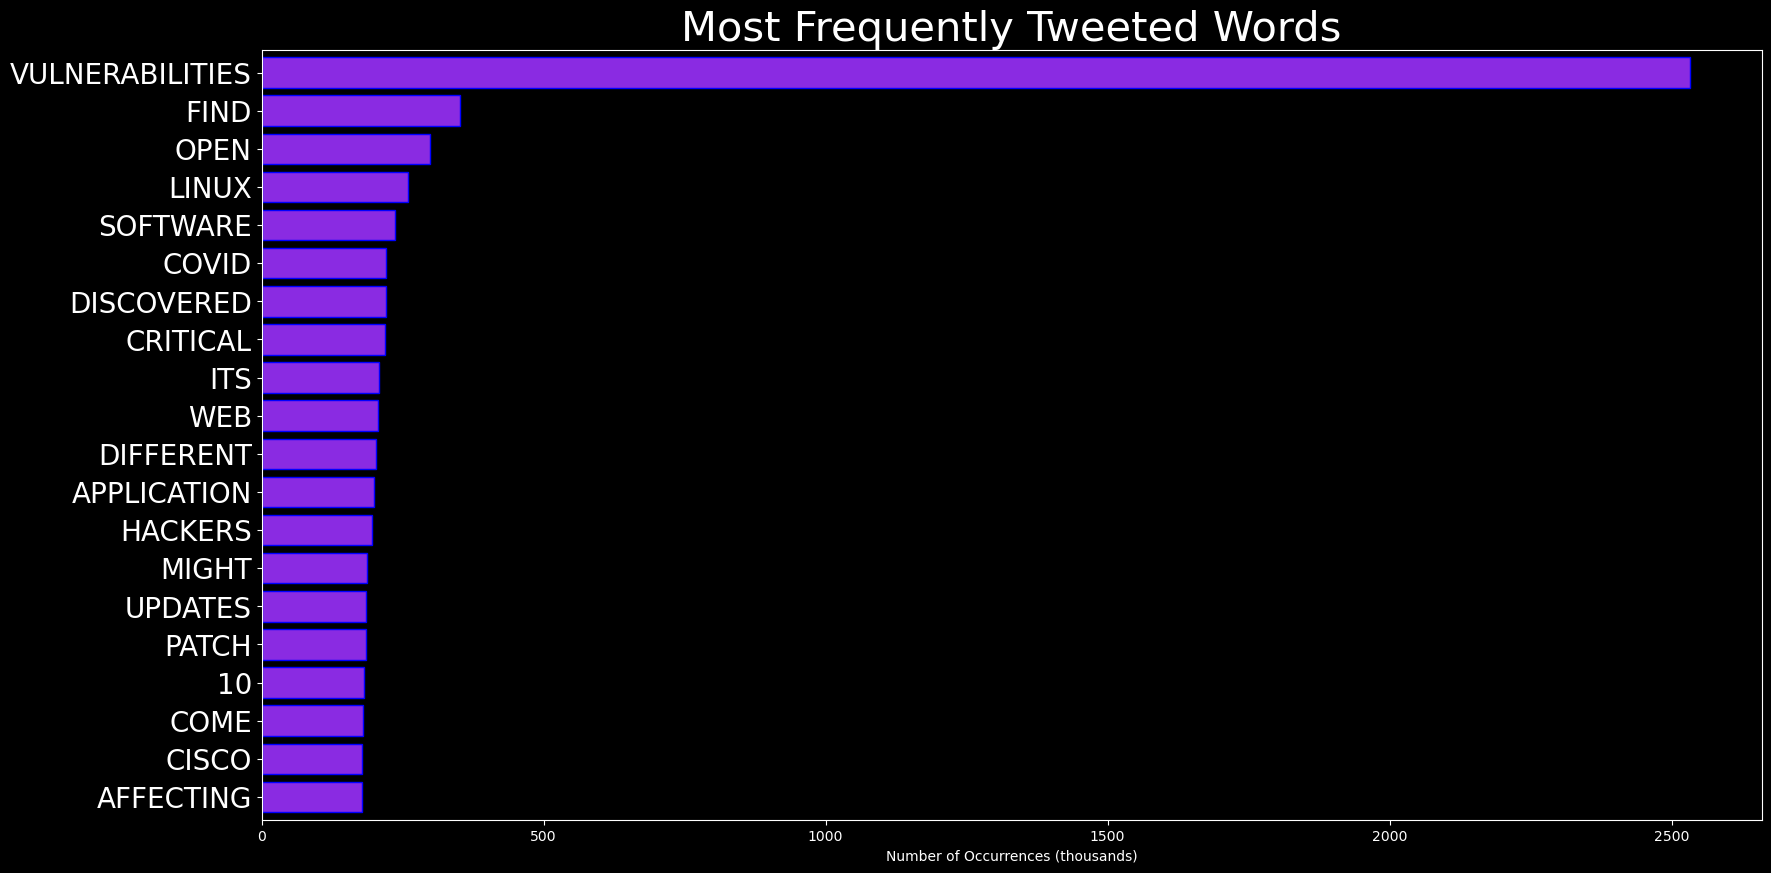 Most Frequently Tweeted Words
VULNERABILITIES
FIND
OPEN
LINUX
SOFTWARE
COVID
DISCOVERED
CRITICAL
ITS
WEB
DIFFERENT
APPLICATION
HACKERS
MIGHT
UPDATES
PATCH
10
COME
CISCO
AFFECTING
0 500 1000 1500 2000 2500
Number of Occurrences (thousands)